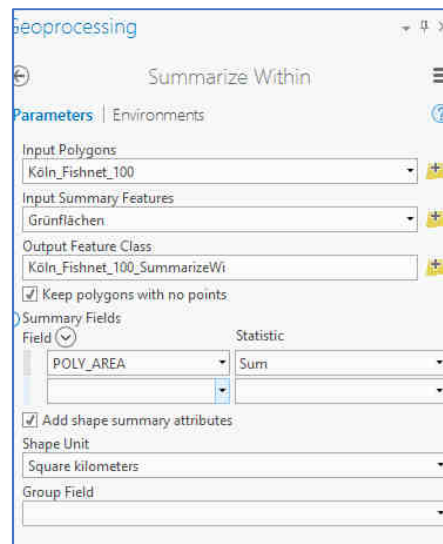 Geoprocessing
Summarize Within
Parameters | Environments
Input Polygons
Köln_Fishnet_100
Input Summary Features
Grünflächen
Output Feature Class
Köln_Fishnet_100_SummarizeWi
Keep polygons with no points
Summary Fields
Field Statistic
POLY_AREA Sum
Add shape summary attributes
Shape Unit
Square kilometers
Group Field